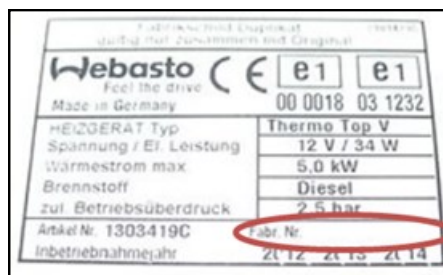 Fabrikschild-Duplikat
gültig nur zusammen mit Original
Webasto
Feel the drive
CE e1 e1
Made in Germany 00 0018 03 1232
HEIZGERÄT Typ Thermo Top V
Spannung / El. Leistung 12 V / 34 W
Wärmestrom max 5,0 kW
Brennstoff Diesel
zul. Betriebsüberdruck 2,5 bar
Artikel Nr. 1303419C Fabr. Nr.
Inbetriebnahmejahr 2012 2013 2014